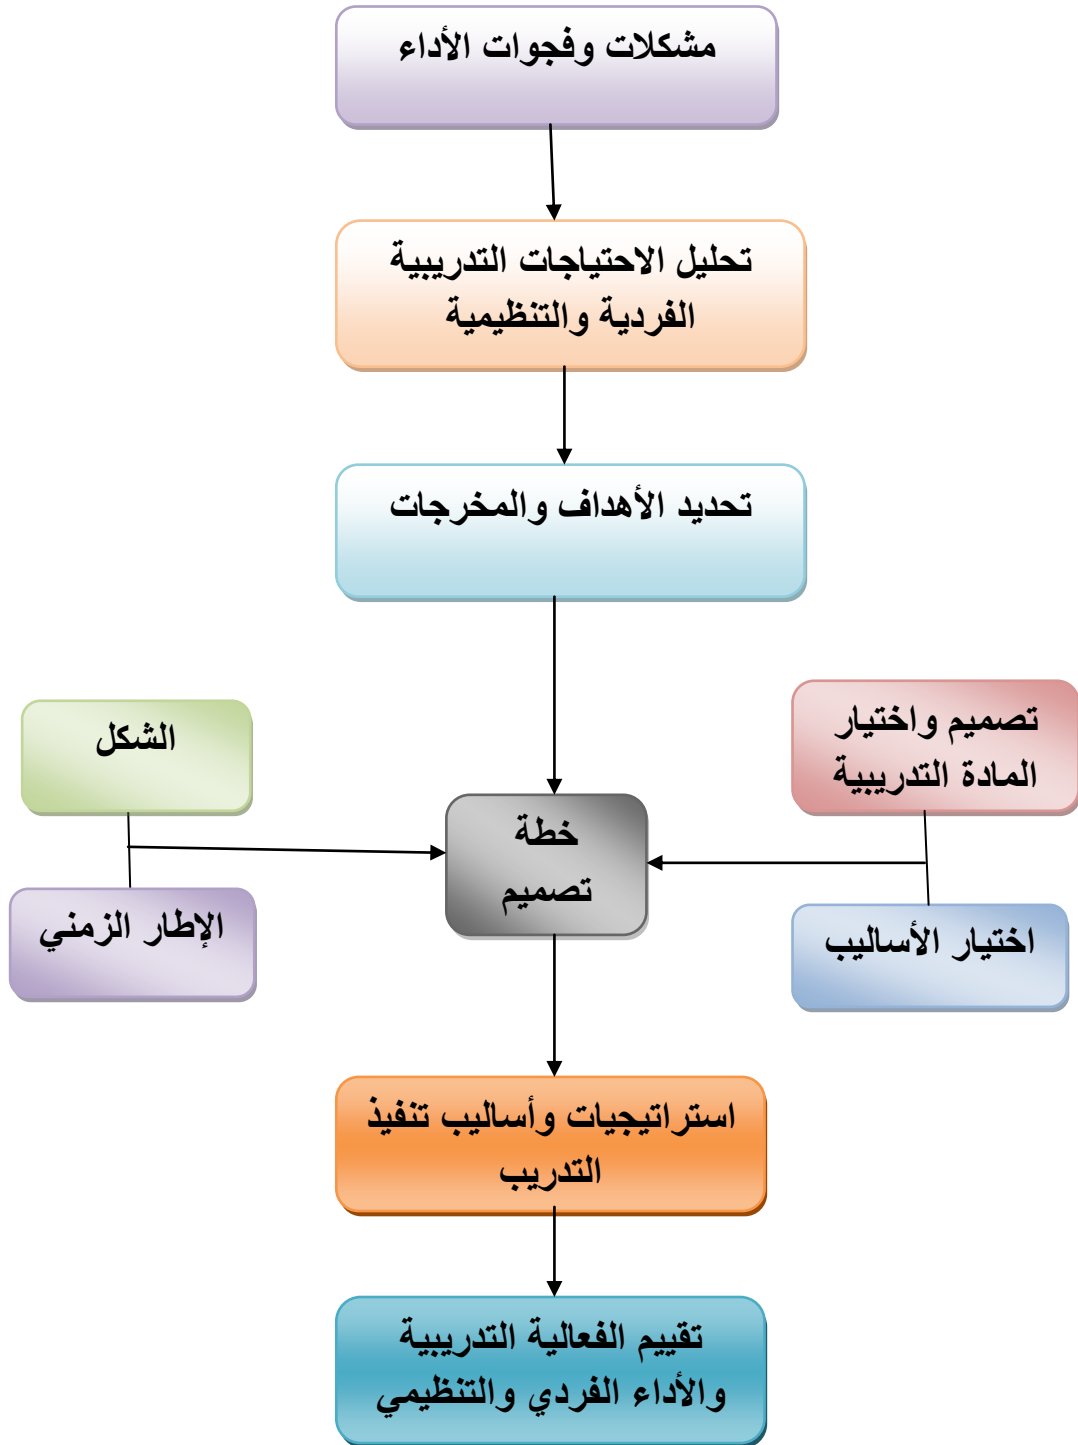 مشكلات وفجوات الأداء
تحليل الاحتياجات التدريبية
الفردية والتنظيمية
تحديد الأهداف والمخرجات
تصميم واختيار
المادة التدريبية
الشكل
خطة
تصميم
اختيار الأساليب
الإطار الزمني
استراتيجيات وأساليب تنفيذ
التدريب
تقييم الفعالية التدريبية
والأداء الفردي والتنظيمي